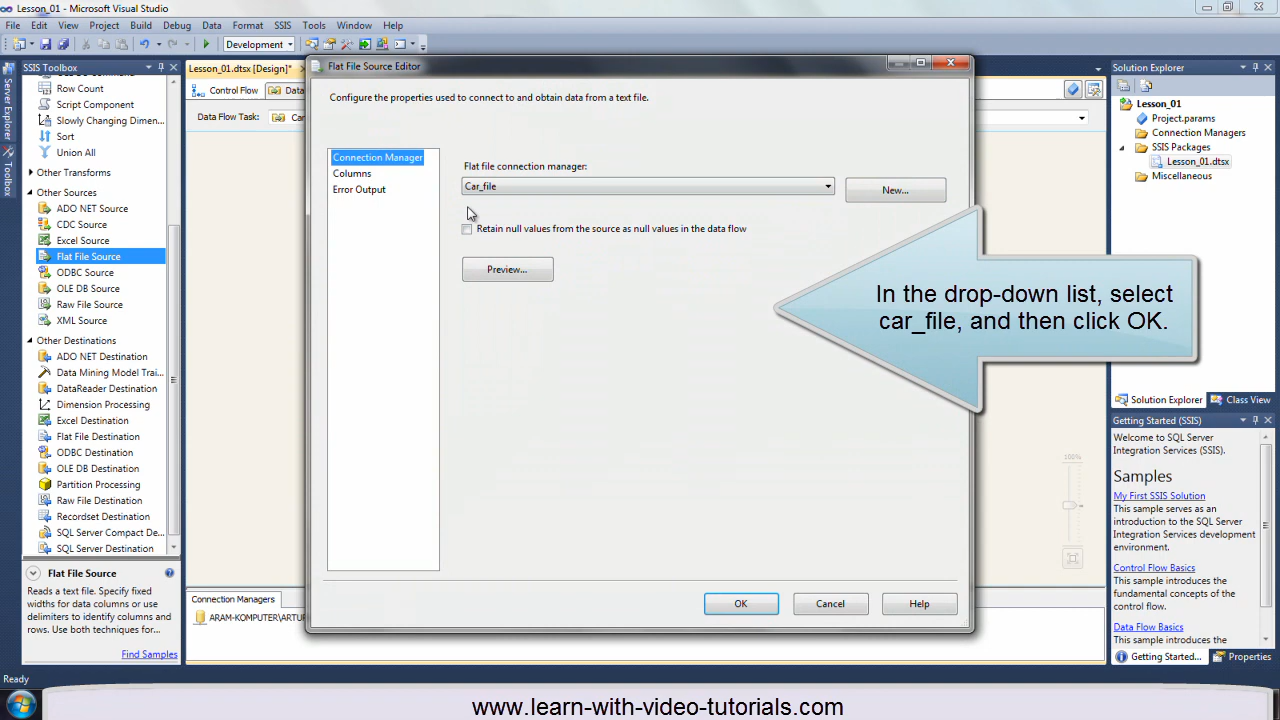 Lesson_01 - Microsoft Visual Studio
File Edit View Project Build Debug Data Format SSIS Tools Window Help
Development
SSIS Toolbox
Row Count
Script Component
Slowly Changing Dimen...
Sort
Union All
Other Transforms
Other Sources
ADO NET Source
CDC Source
Excel Source
Flat File Source
ODBC Source
OLE DB Source
Raw File Source
XML Source
Other Destinations
ADO NET Destination
Data Mining Model Trai...
DataReader Destination
Dimension Processing
Excel Destination
Flat File Destination
ODBC Destination
OLE DB Destination
Partition Processing
Raw File Destination
Recordset Destination
SQL Server Compact De...
SQL Server Destination
Flat File Source
Reads a text file. Specify fixed
widths for data columns or use
delimiters to identify columns and
rows. Use both techniques for...
Find Samples
Server Explorer
Toolbox
Lesson_01.dtsx [Design]*
Control Flow
Data
Data Flow Task:
Car
Flat File Source Editor
Configure the properties used to connect to and obtain data from a text file.
Connection Manager
Columns
Error Output
Flat file connection manager:
Car_file
New...
Retain null values from the source as null values in the data flow
Preview...
In the drop-down list, select
car_file, and then click OK.
OK
Cancel
Help
100%
Connection Managers
ARAM-KOMPUTER\ARTUR
Solution Explorer
Lesson_01
Project.params
Connection Managers
SSIS Packages
Lesson_01.dtsx
Miscellaneous
Solution Explorer
Class View
Getting Started (SSIS)
Welcome to SQL Server
Integration Services (SSIS).
Samples
My First SSIS Solution
This sample serves as an
introduction to the SQL Server
Integration Services development
environment.
Control Flow Basics
This sample introduces the
fundamental concepts of the
control flow.
Data Flow Basics
This sample introduces the
Getting Started...
Properties
Ready
www.learn-with-video-tutorials.com